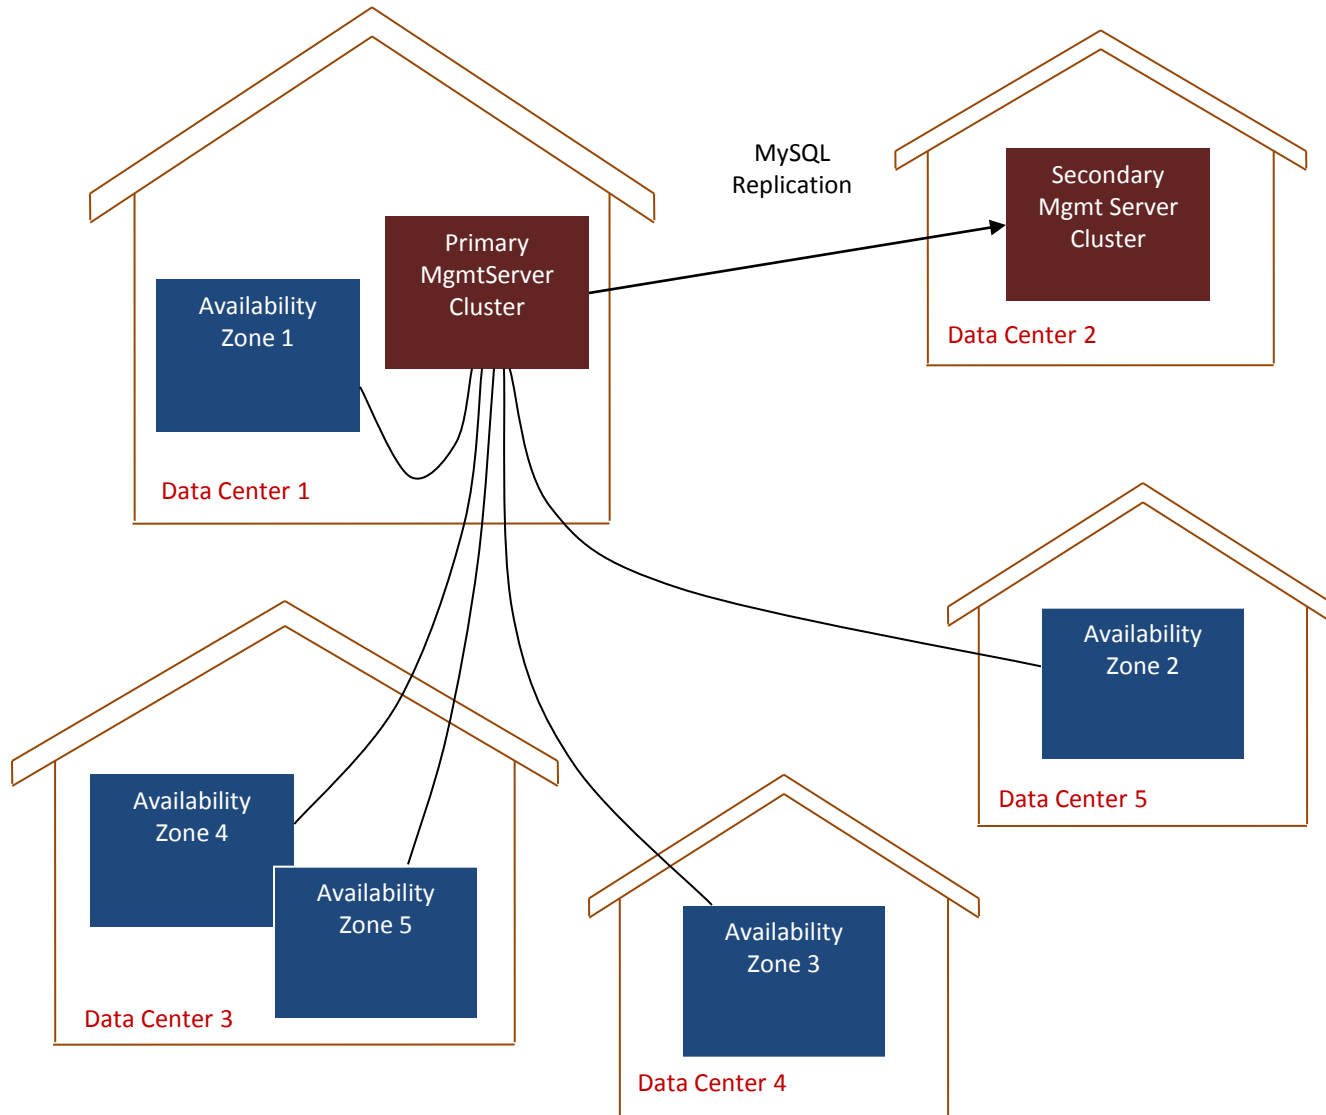 MySQL
Replication
Primary
MgmtServer
Cluster
Availability
Zone 1
Data Center 1
Secondary
Mgmt Server
Cluster
Data Center 2
Availability
Zone 2
Data Center 5
Availability
Zone 4
Availability
Zone 5
Data Center 3
Availability
Zone 3
Data Center 4